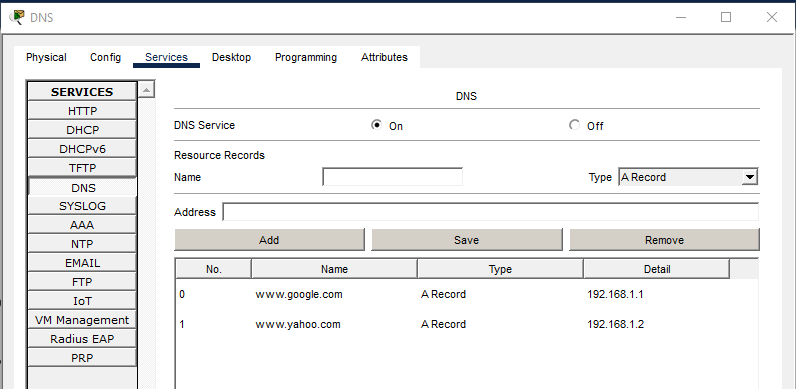 DNS
Physical Config Services Desktop Programming Attributes
SERVICES
HTTP
DHCP
DHCPv6
TFTP
DNS
SYSLOG
AAA
NTP
EMAIL
FTP
IoT
VM Management
Radius EAP
PRP
DNS
DNS Service On Off
Resource Records
Name Type A Record
Address
Add Save Remove
No. Name Type Detail
0 www.google.com A Record 192.168.1.1
1 www.yahoo.com A Record 192.168.1.2